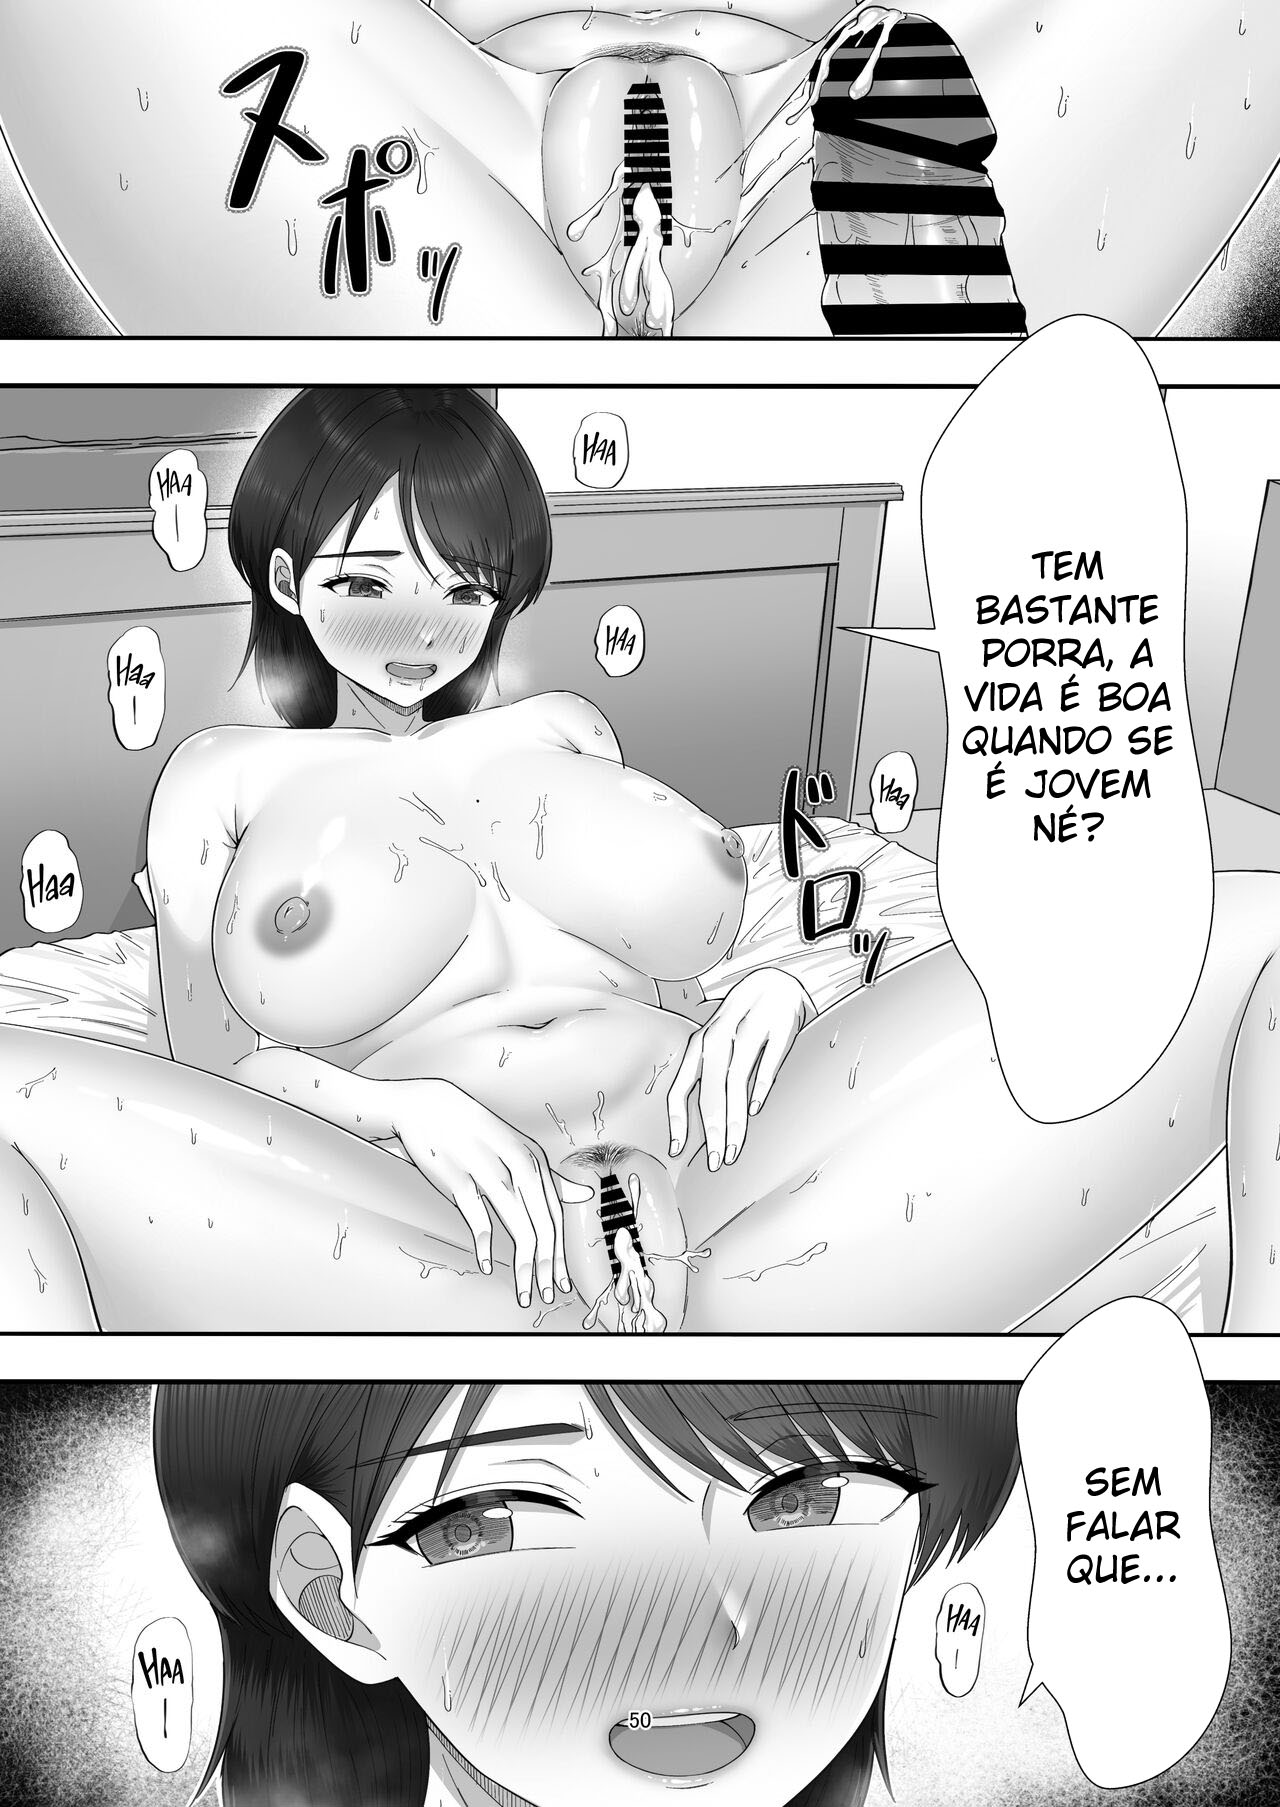 スポッ
HAA
HAA
—
TEM
BASTANTE
PORRA, A
VIDA É BOA
QUANDO SE
É JOVEM
NÉ?
HAA
HAA
—
HAA
HAA
ドロッ
SEM
FALAR
QUE...
HAA
—
HAA
—
50